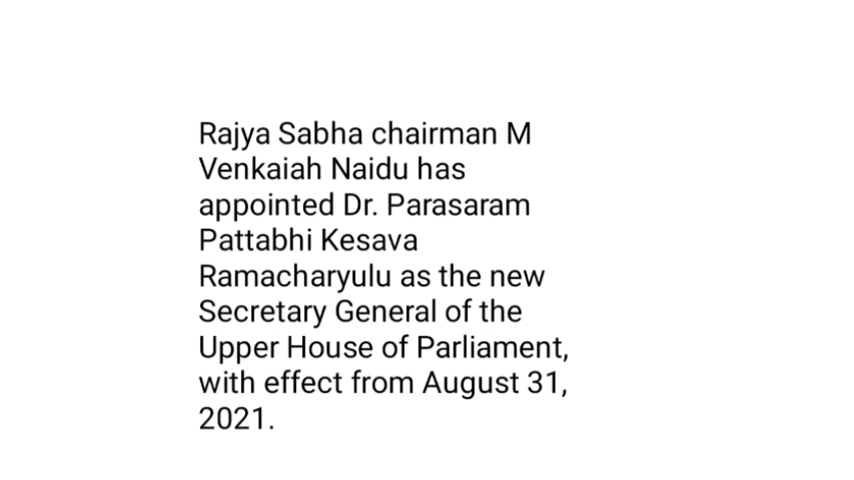 Rajya Sabha chairman M
Venkaiah Naidu has
appointed Dr. Parasaram
Pattabhi Kesava
Ramacharyulu as the new
Secretary General of the
Upper House of Parliament,
with effect from August 31,
2021.